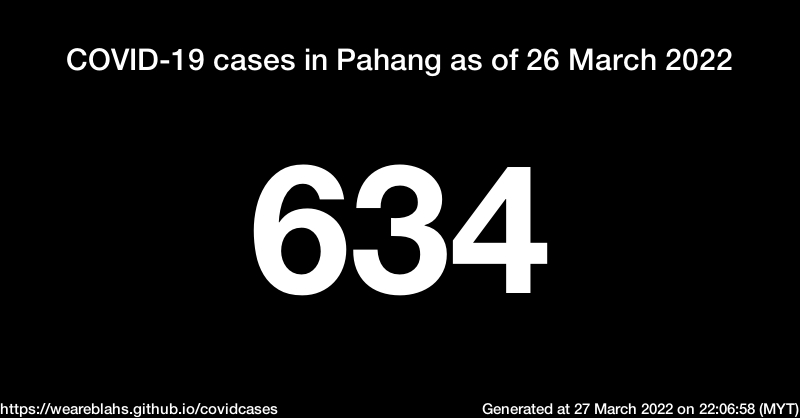 COVID-19 cases in Pahang as of 26 March 2022
634
https://weareblahs.github.io/covidcases
Generated at 27 March 2022 on 22:06:58 (MYT)